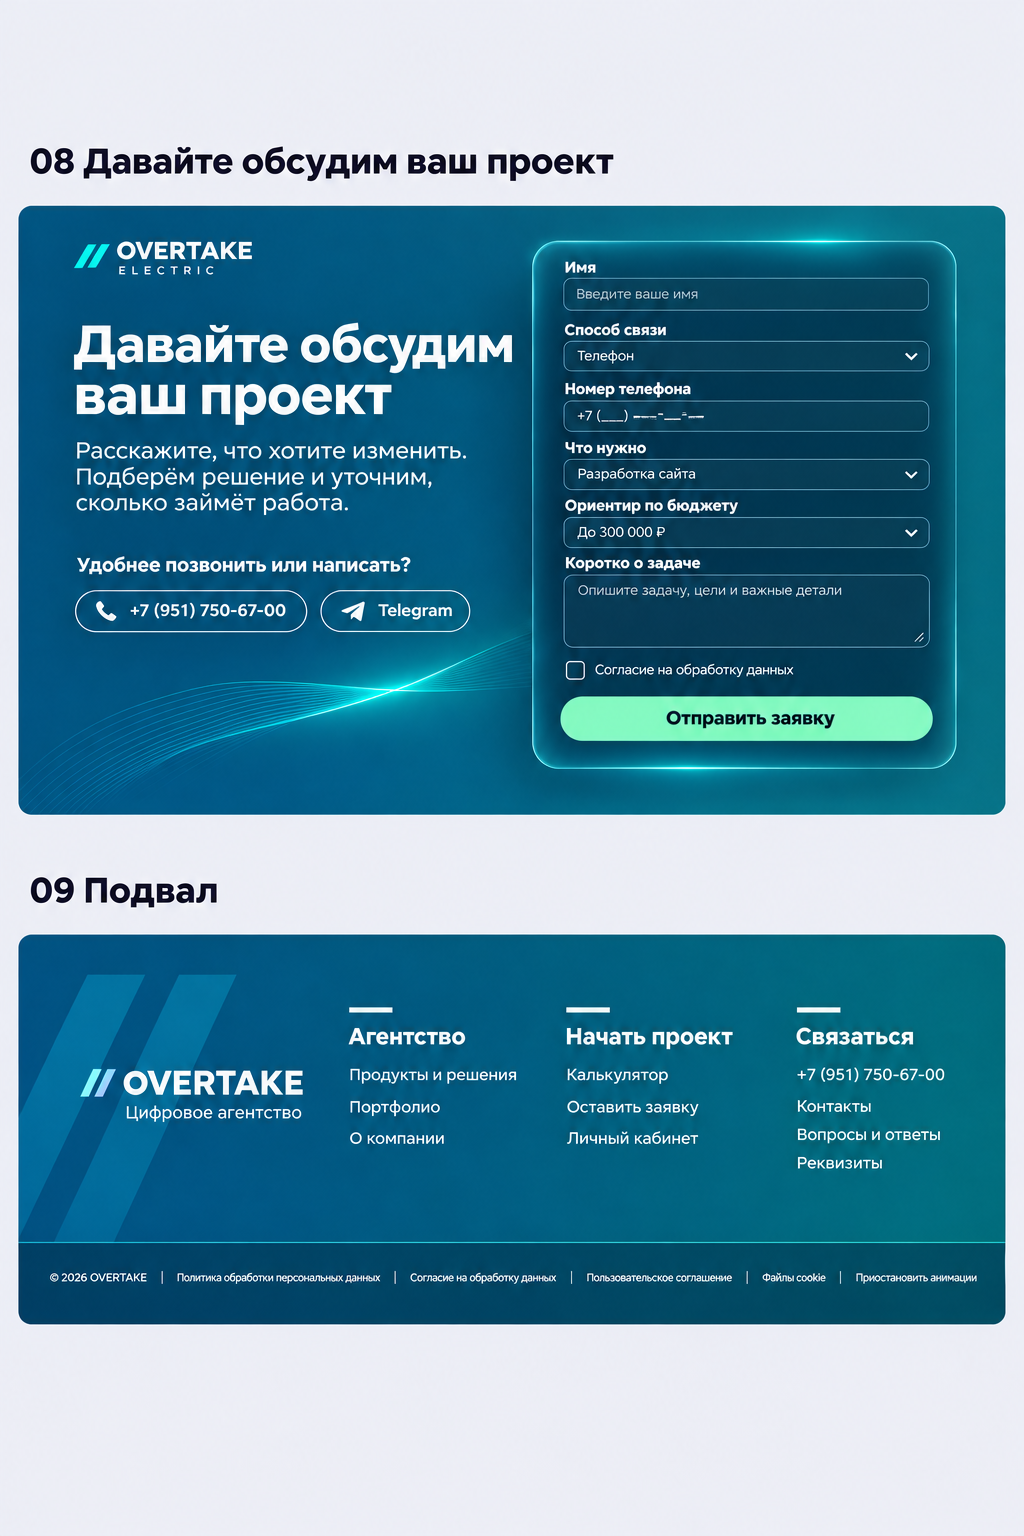 08 Давайте обсудим ваш проект
OVERTAKE
ELECTRIC
Давайте обсудим
ваш проект
Расскажите, что хотите изменить.
Подберём решение и уточним,
сколько займёт работа.
Удобнее позвонить или написать?
+7 (951) 750-67-00
Telegram
Имя
Введите ваше имя
Способ связи
Телефон
Номер телефона
+7 (___) ___-__-__
Что нужно
Разработка сайта
Ориентир по бюджету
До 300 000 ₽
Коротко о задаче
Опишите задачу, цели и важные детали
Согласие на обработку данных
Отправить заявку
09 Подвал
OVERTAKE
Цифровое агентство
Агентство
Продукты и решения
Портфолио
О компании
Начать проект
Калькулятор
Оставить заявку
Личный кабинет
Связаться
+7 (951) 750-67-00
Контакты
Вопросы и ответы
Реквизиты
© 2026 OVERTAKE | Политика обработки персональных данных | Согласие на обработку данных | Пользовательское соглашение | Файлы cookie | Приостановить анимации